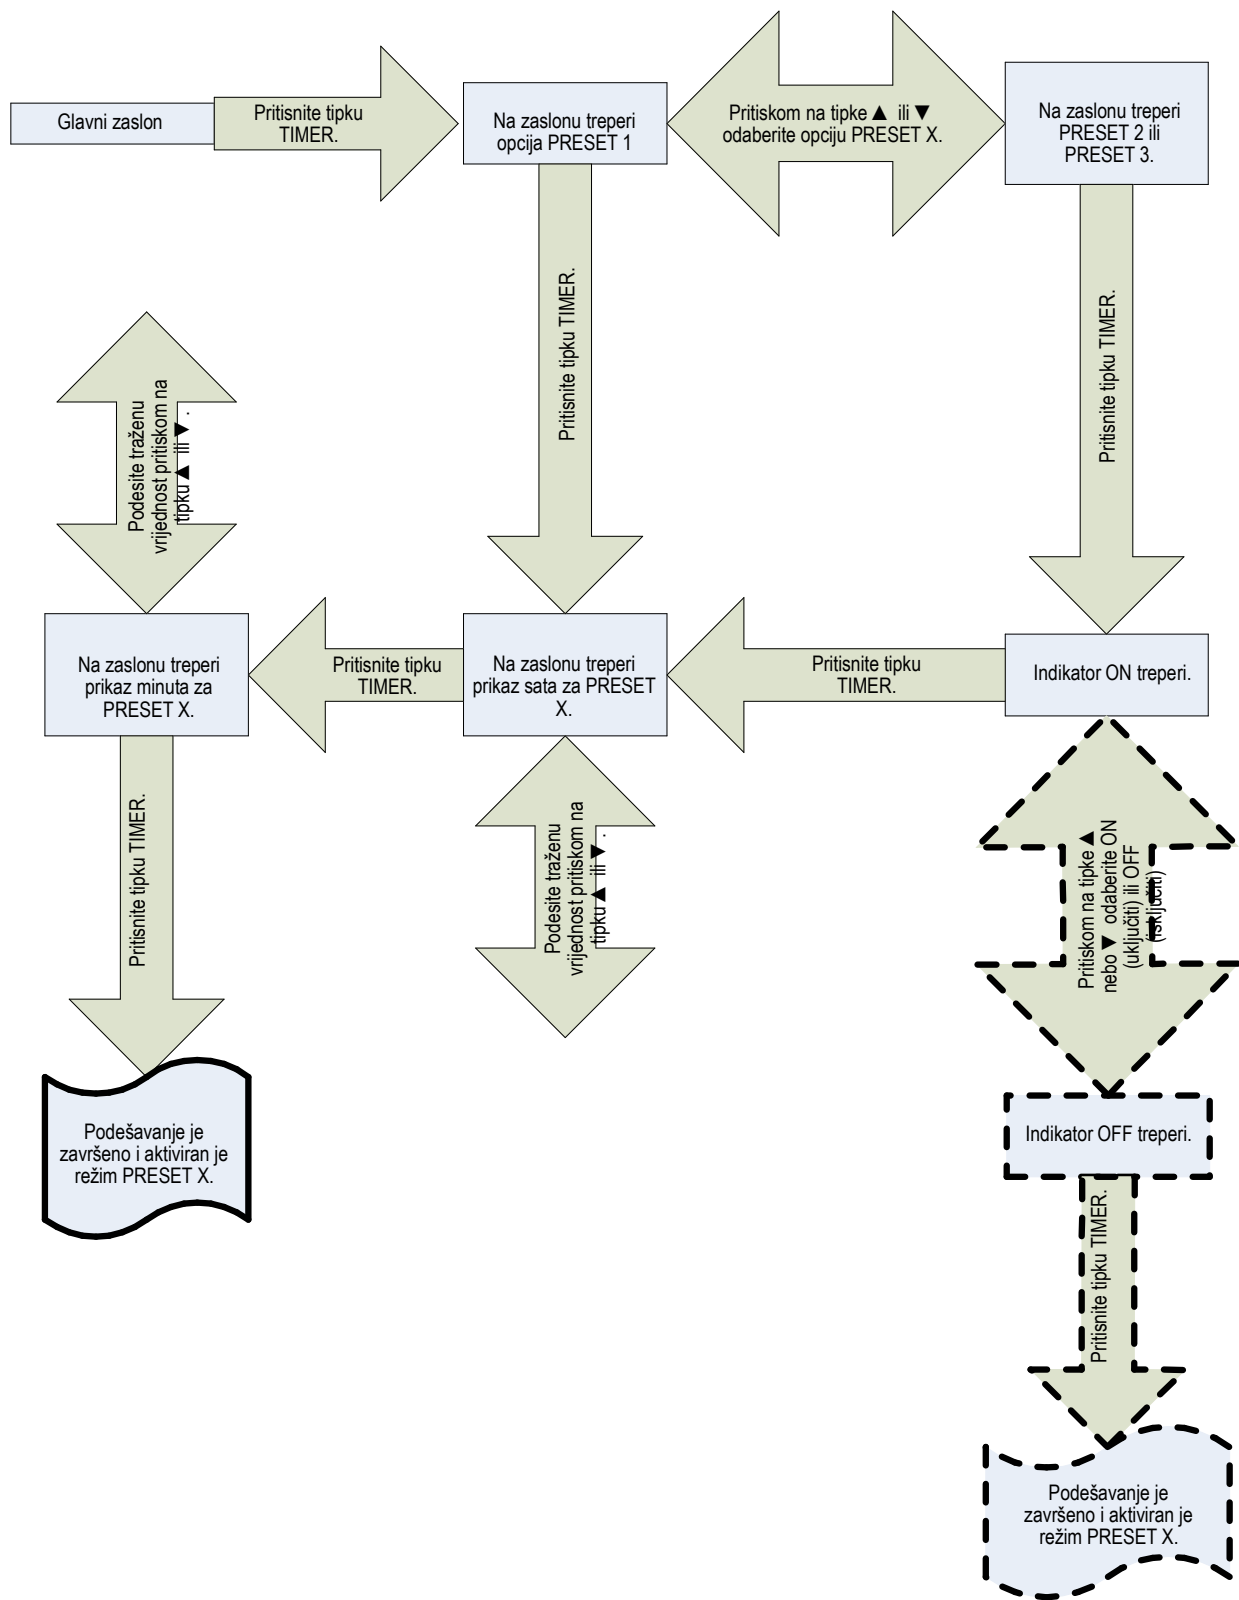 Glavni zaslon
Pritisnite tipku
TIMER.
Na zaslonu treperi
opcija PRESET 1
Pritiskom na tipke ▲ ili ▼
odaberite opciju PRESET X.
Na zaslonu treperi
PRESET 2 ili
PRESET 3.
Pritisnite tipku TIMER.
Pritisnite tipku TIMER.
Podesite traženu
vrijednost pritiskom na
tipku ▲ ili ▼ .
Na zaslonu treperi
prikaz minuta za
PRESET X.
Pritisnite tipku
TIMER.
Na zaslonu treperi
prikaz sata za PRESET
X.
Pritisnite tipku
TIMER.
Indikator ON treperi.
Pritisnite tipku TIMER.
Podesite traženu
vrijednost pritiskom na
tipku ▲ ili ▼ .
Pritiskom na tipke ▲
nebo ▼ odaberite ON
(uključiti) ili OFF
(isključiti)
Podešavanje je
završeno i aktiviran je
režim PRESET X.
Indikator OFF treperi.
Pritisnite tipku TIMER.
Podešavanje je
završeno i aktiviran je
režim PRESET X.